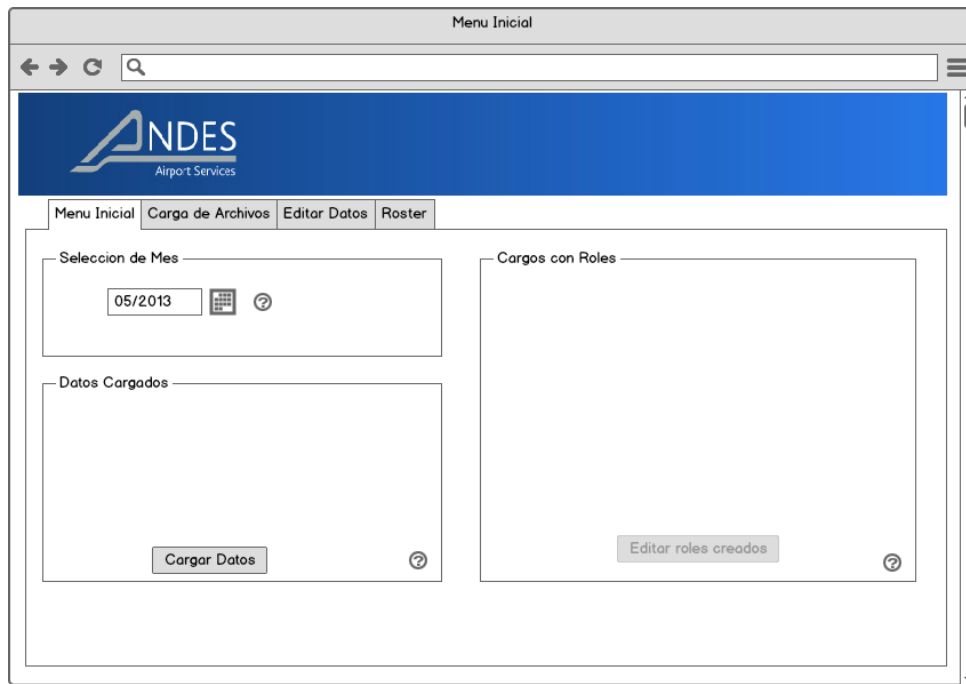 Menu Inicial
ANDES
Airport Services
Menu Inicial Carga de Archivos Editar Datos Roster
Seleccion de Mes
05/2013
?
Cargos con Roles
Datos Cargados
Cargar Datos
?
Editar roles creados
?